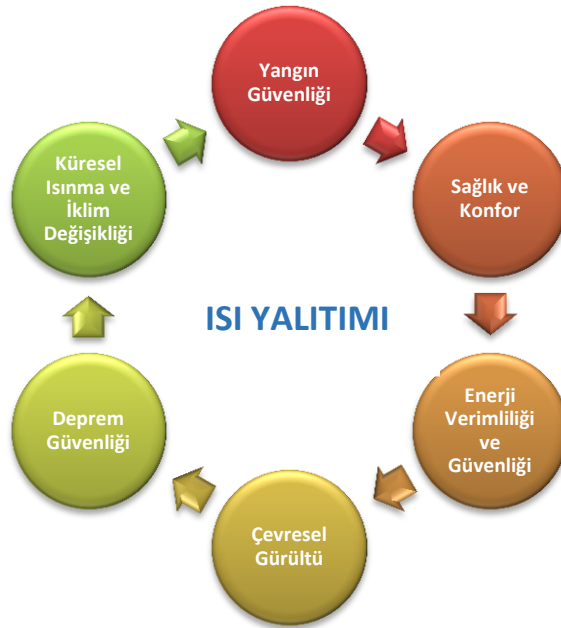 Yangın
Güvenliği
Sağlık ve
Konfor
Enerji
Verimliliği
ve
Güvenliği
Çevresel
Gürültü
Deprem
Güvenliği
Küresel
Isınma ve
İklim
Değişikliği
ISI YALITIMI